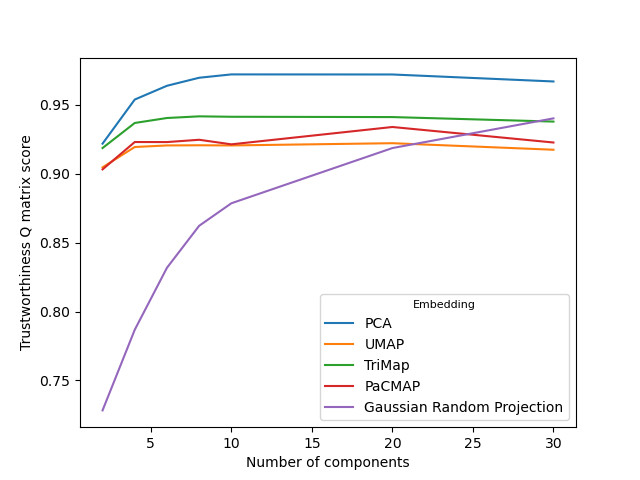 0.95
0.90
0.85
0.80
0.75
Trustworthiness Q matrix score
5
10
15
20
25
30
Number of components
Embedding
PCA
UMAP
TriMap
PaCMAP
Gaussian Random Projection